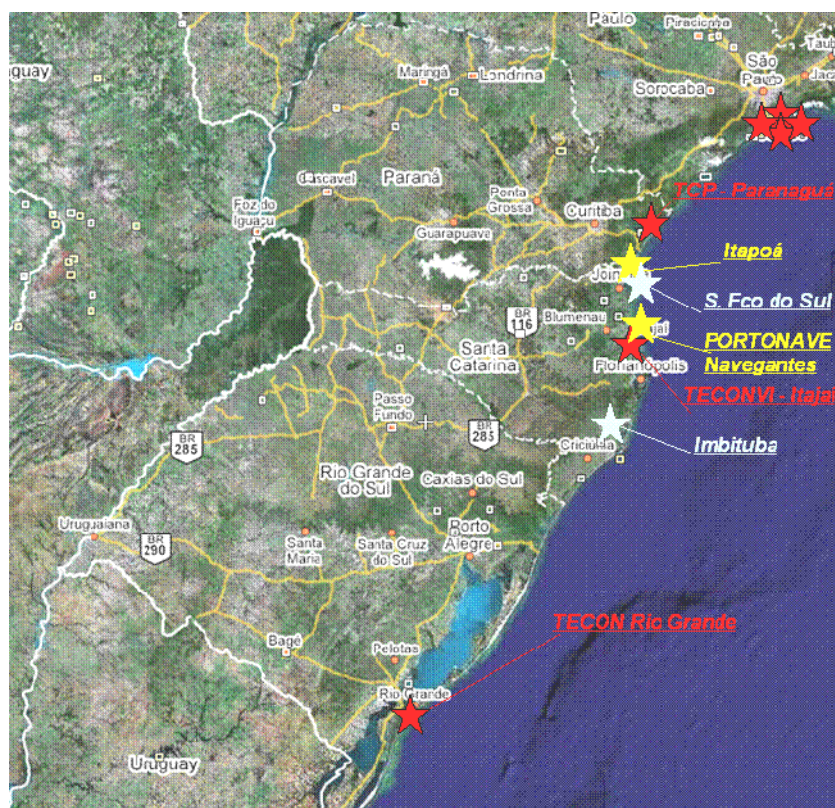 Paulo
Piracicaba
guay
Maringá
Londrina
São
Paulo
Sorocaba
Cascavel
Paraná
Ponta
Grossa
TCP - Paranaguá
Foz do
Iguaçu
Curitiba
Guarapuava
Itapoá
S. Fco do Sul
BR
116
Blumenau
PORTONAVE
Navegantes
Santa
Catarina
Florianópolis
TECONVI - Itajaí
Passo
Fundo
BR
285
BR
285
Criciúma
Imbituba
Rio Grande
do Sul
Caxias do Sul
Uruguaiana
BR
290
Santa
Maria
Santa Cruz
do Sul
Porto
Alegre
TECON Rio Grande
Bagé
Pelotas
Rio Grande
Uruguay